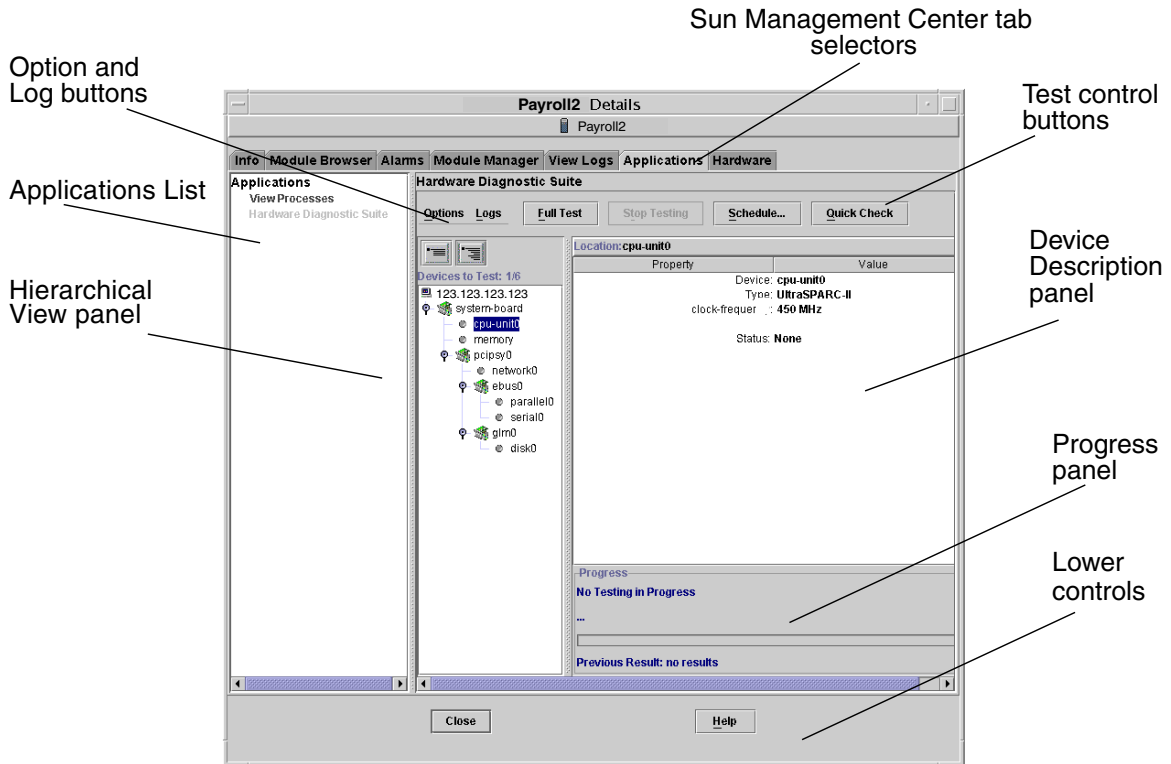 Sun Management Center tab
selectors
Option and
Log buttons
Test control
buttons
Applications List
Hierarchical
View panel
Device
Description
panel
Progress
panel
Lower
controls
Payroll2 Details
Payroll2
Info Module Browser Alarms Module Manager View Logs Applications Hardware
Applications
View Processes
Hardware Diagnostic Suite
Hardware Diagnostic Suite
Options Logs Full Test Stop Testing Schedule... Quick Check
Devices to Test: 1/6
123.123.123.123
system-board
cpu-unit0
memory
pcipsy0
network0
ebus0
parallel0
serial0
glm0
disk0
Location:cpu-unit0
Property Value
Device: cpu-unit0
Type: UltraSPARC-II
clock-frequer : 450 MHz
Status: None
Progress
No Testing in Progress
...
Previous Result: no results
Close Help